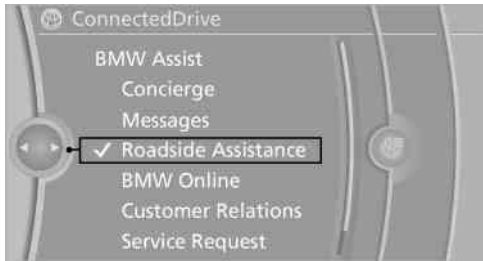 ConnectedDrive
BMW Assist
Concierge
Messages
✓ Roadside Assistance
BMW Online
Customer Relations
Service Request